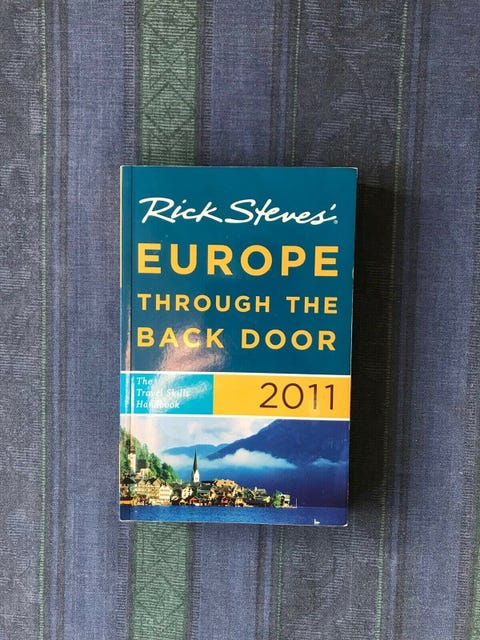 Rick Steves'®
EUROPE
THROUGH THE
BACK DOOR
The
Travel Skills
Handbook
2011